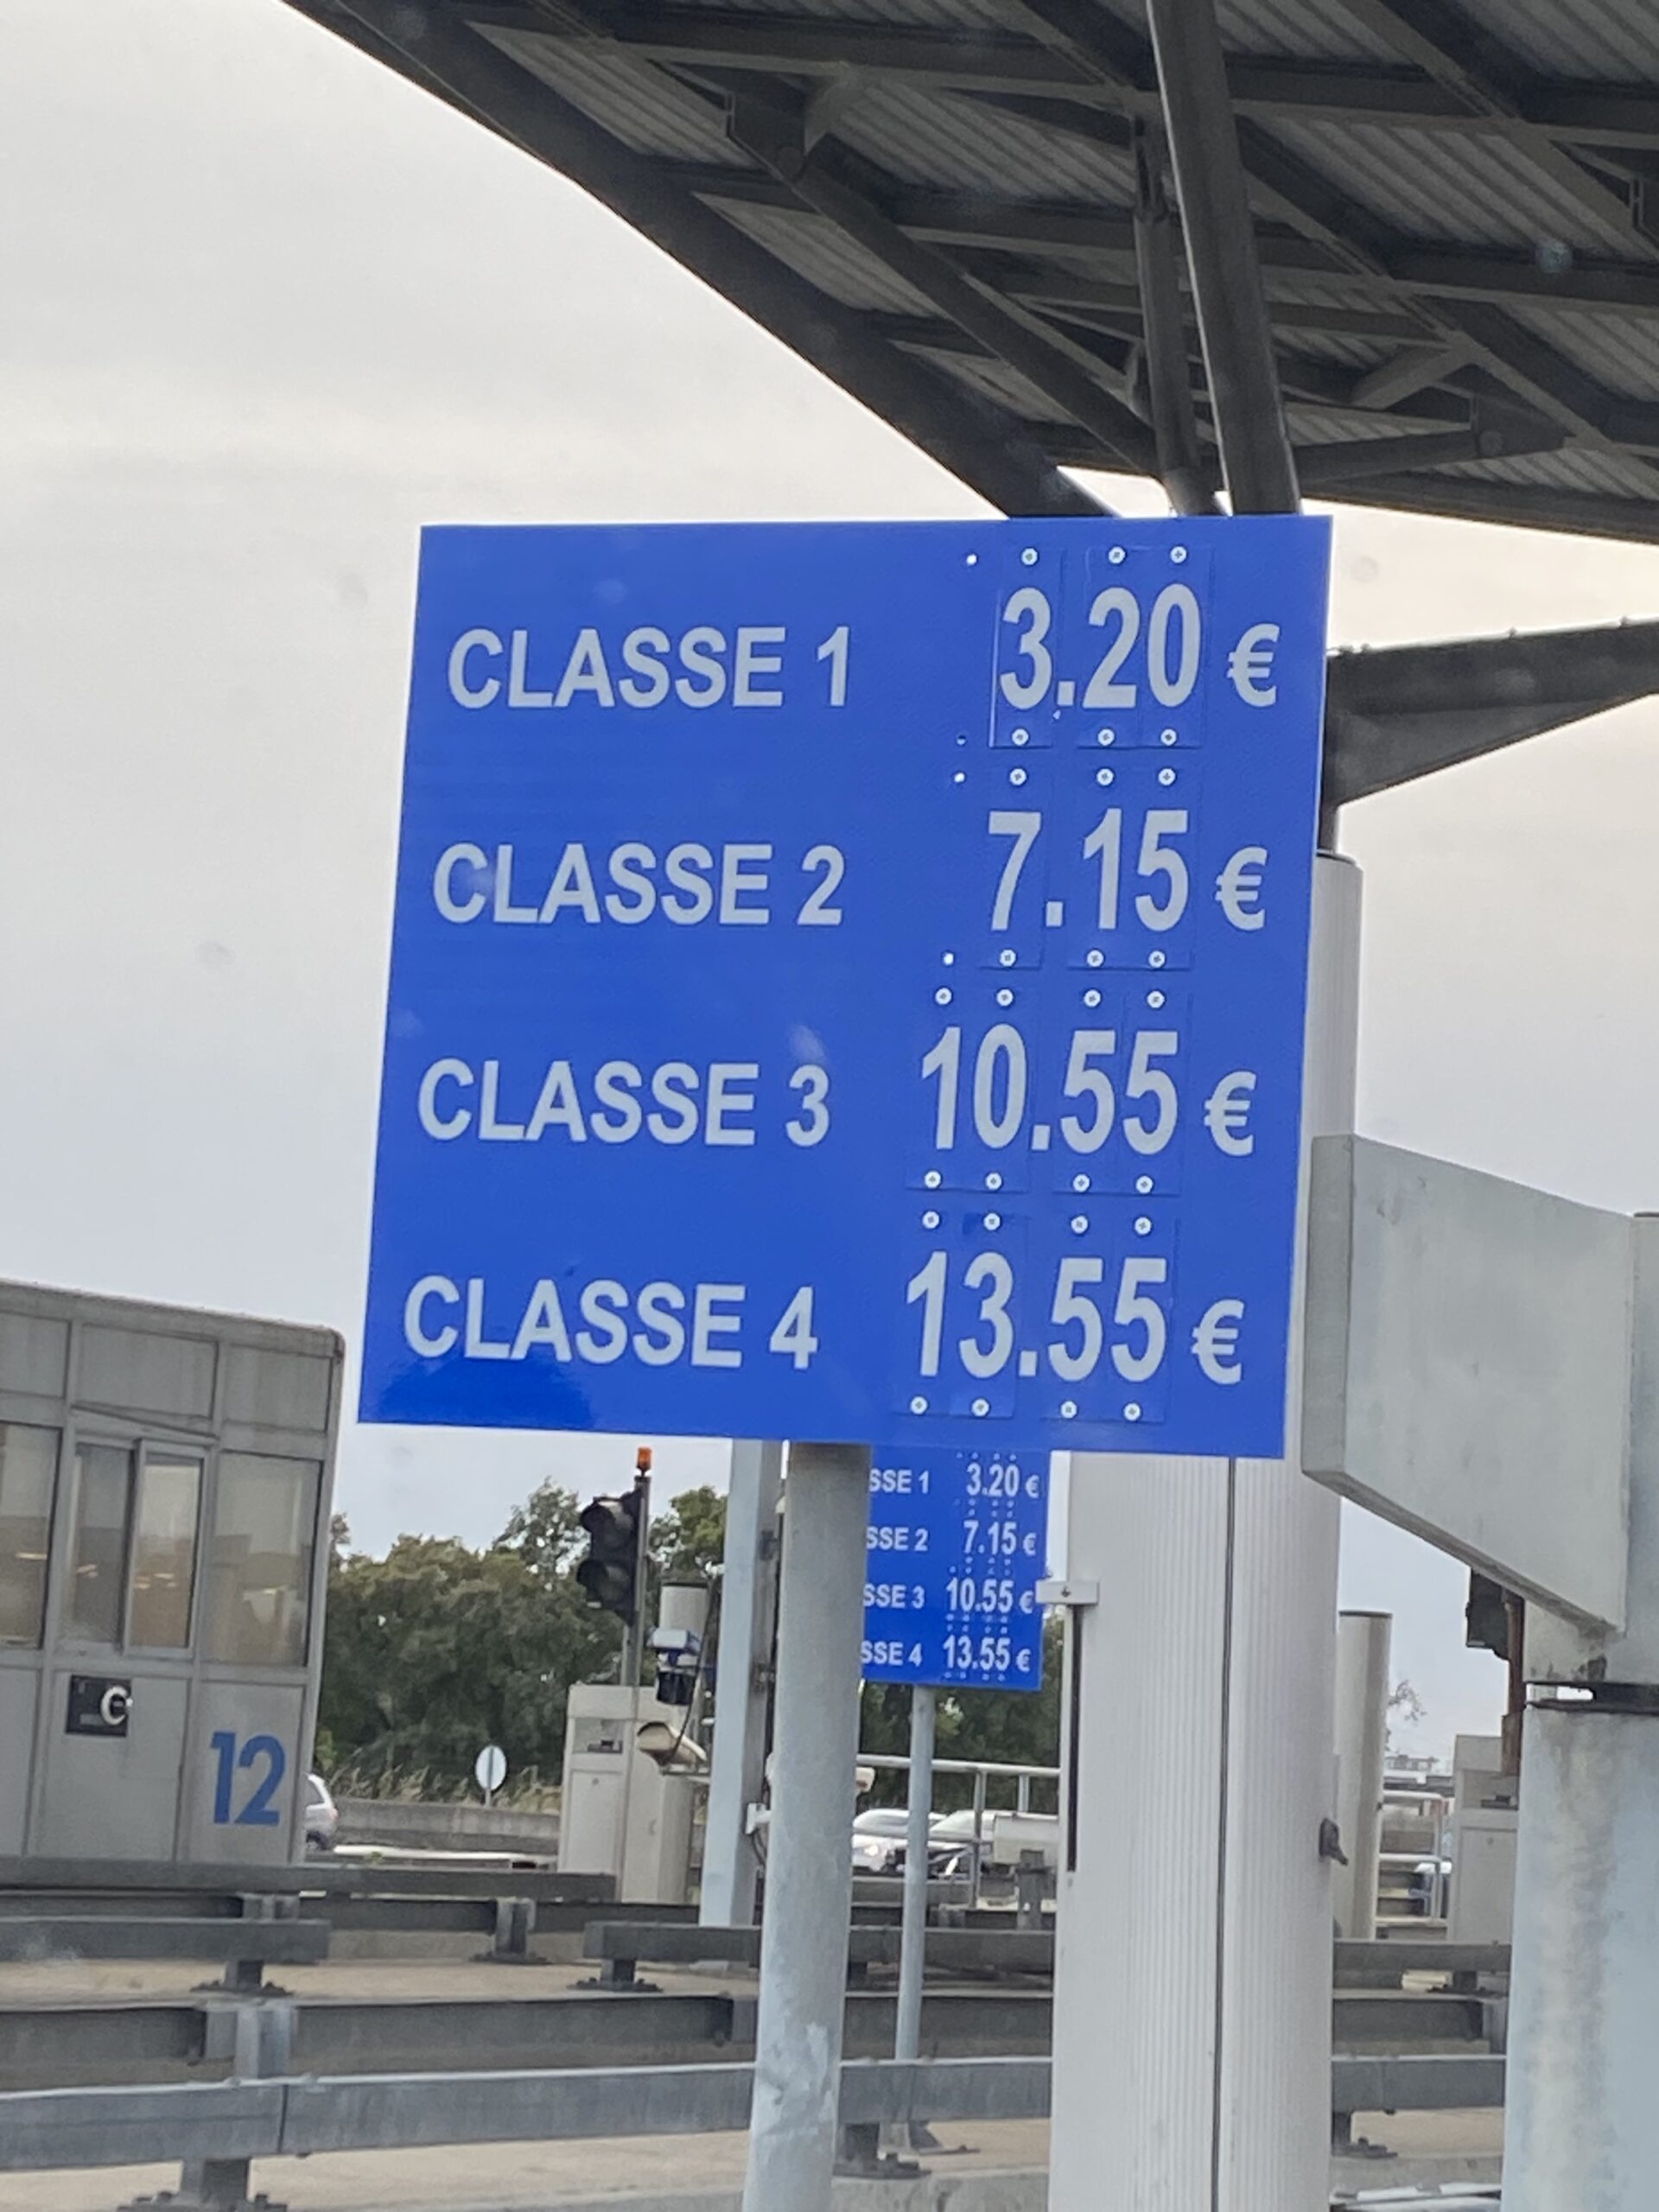 CLASSE 1 3.20 €
CLASSE 2 7.15 €
CLASSE 3 10.55 €
CLASSE 4 13.55 €
SSE 1 3.20 €
SSE 2 7.15 €
SSE 3 10.55 €
SSE 4 13.55 €
12